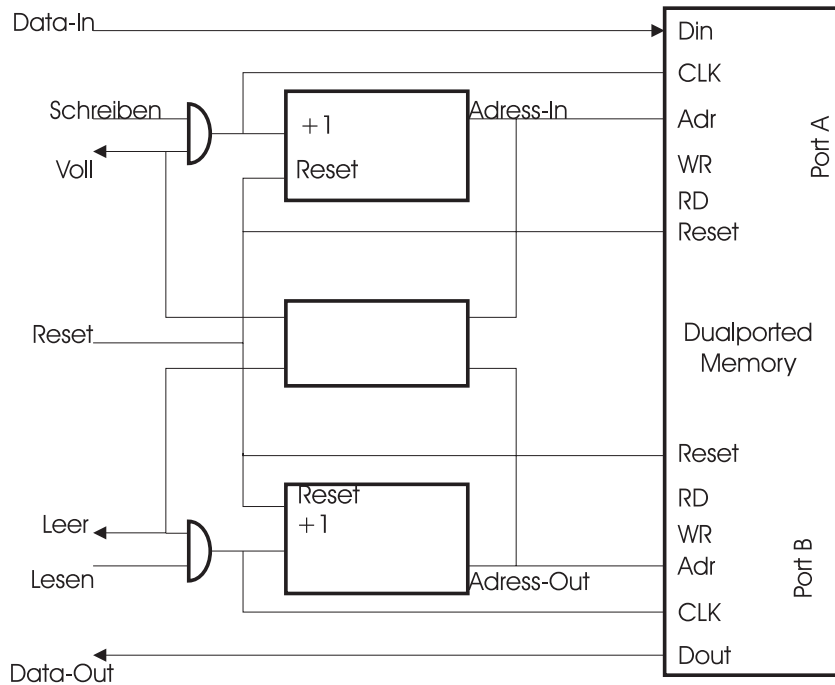 Data-In
Din
CLK
Schreiben
Adress-In
+1
Adr
Voll
WR
Port A
Reset
RD
Reset
Reset
Dualported
Memory
Reset
Reset
RD
Leer
+1
WR
Lesen
Adress-Out
Adr
Port B
CLK
Data-Out
Dout